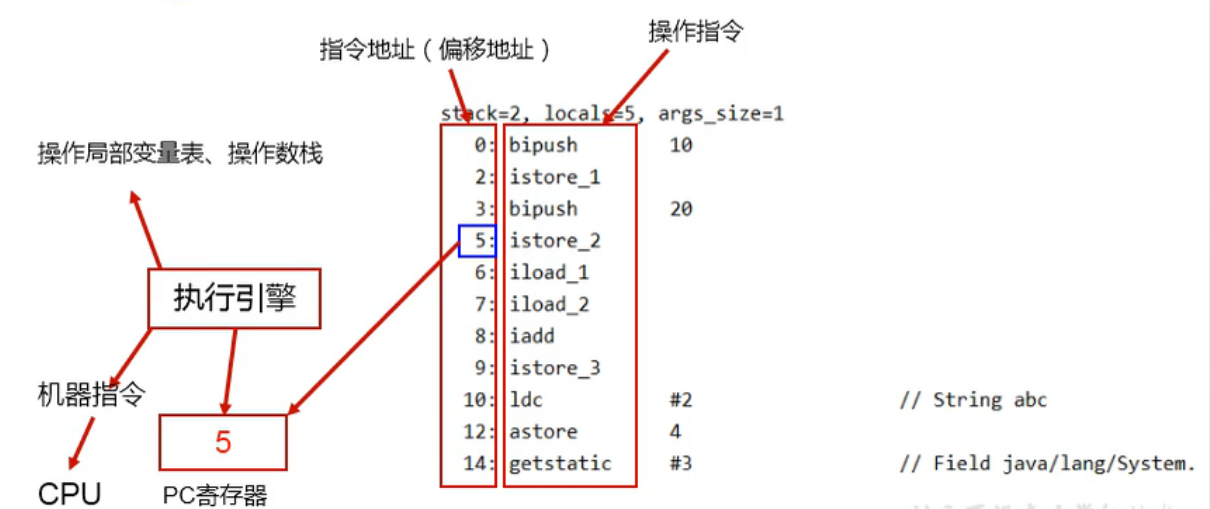 指令地址（偏移地址）
操作指令
stack=2, locals=5, args_size=1
操作局部变量表、操作数栈
0: bipush 10
2: istore_1
3: bipush 20
5: istore_2
6: iload_1
7: iload_2
8: iadd
9: istore_3
10: ldc #2 // String abc
12: astore 4
14: getstatic #3 // Field java/lang/System.
执行引擎
机器指令
5
CPU
PC寄存器